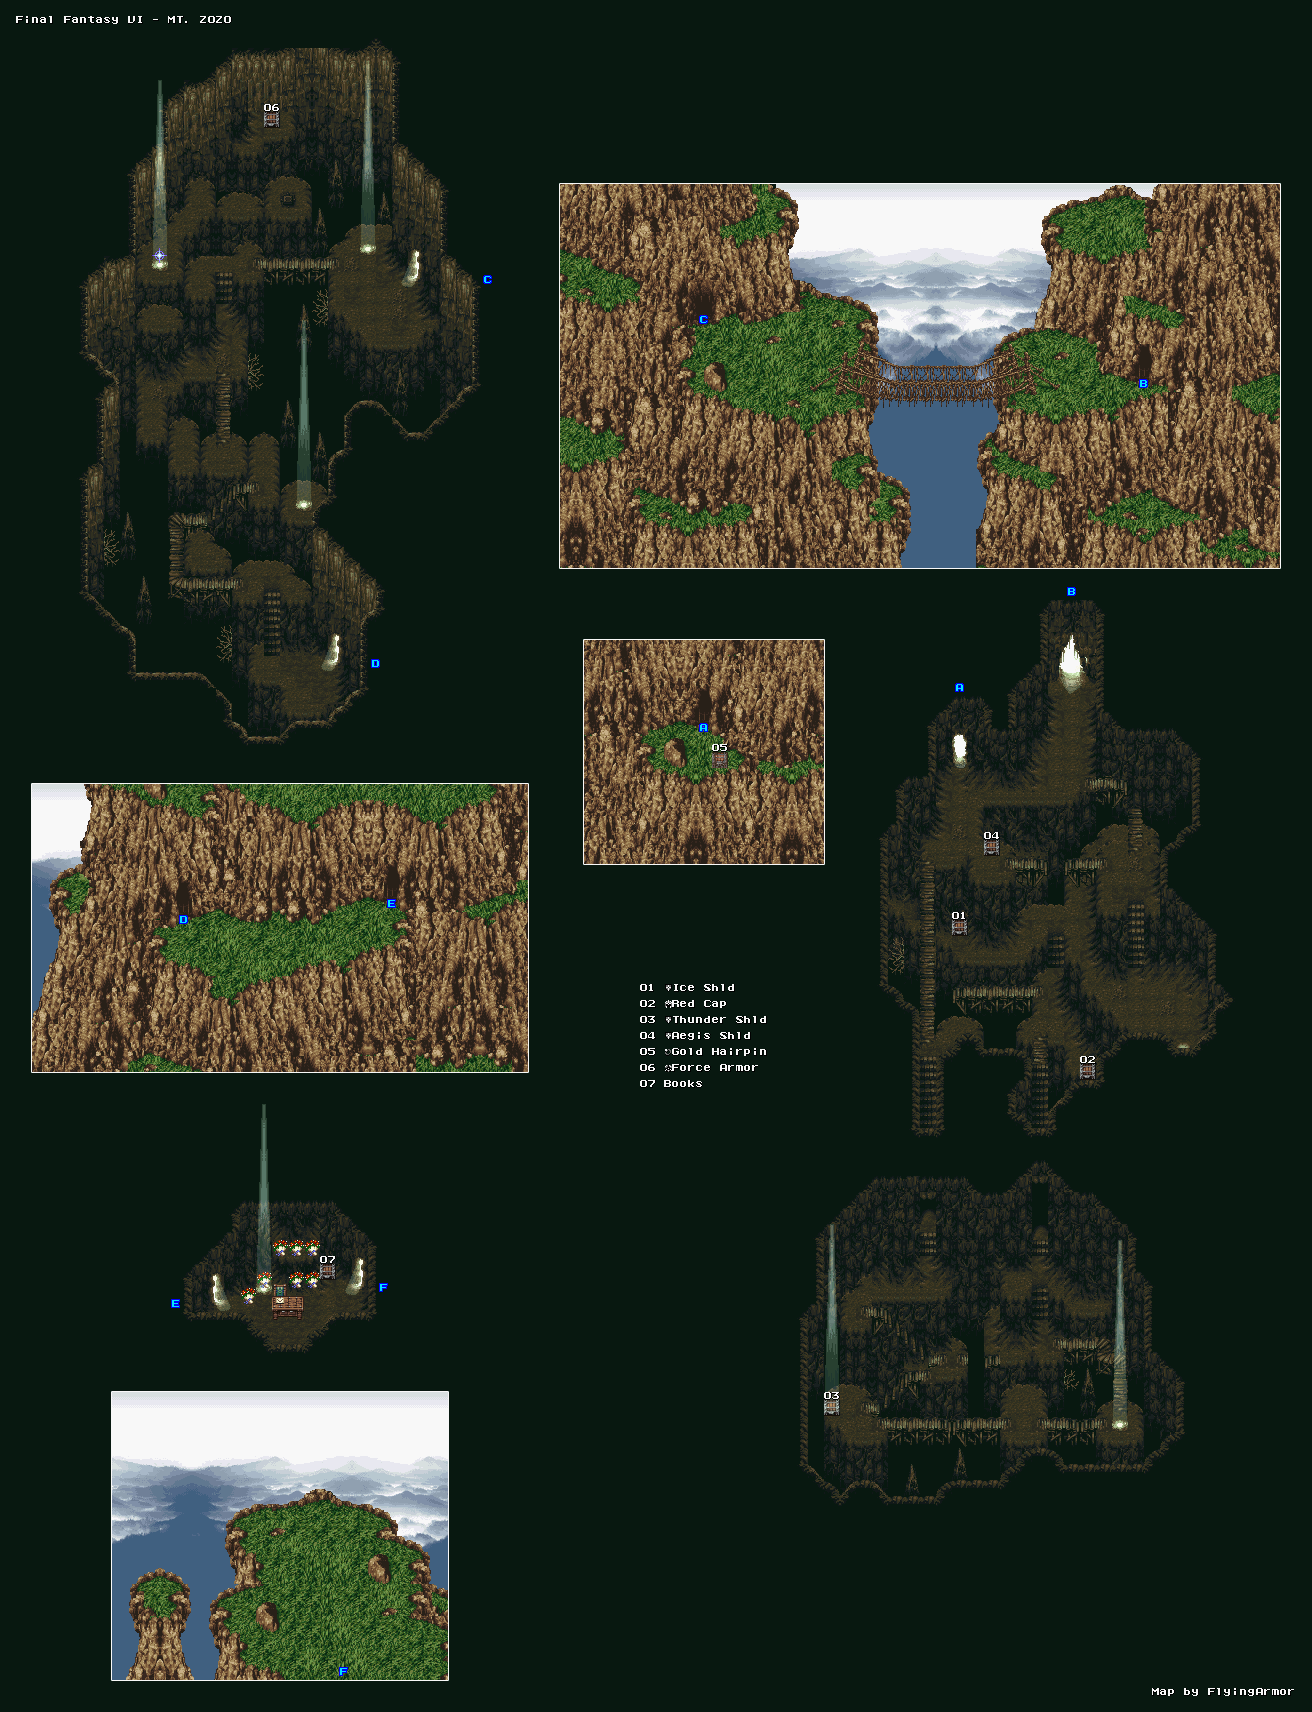 Final Fantasy VI - MT. ZOZO
06
C
C
B
B
D
A
A
05
04
D
E
01
01 Ice Shld
02 Red Cap
03 Thunder Shld
04 Aegis Shld
05 Gold Hairpin
06 Force Armor
07 Books
02
07
E
F
03
F
Map by FlyingArmor